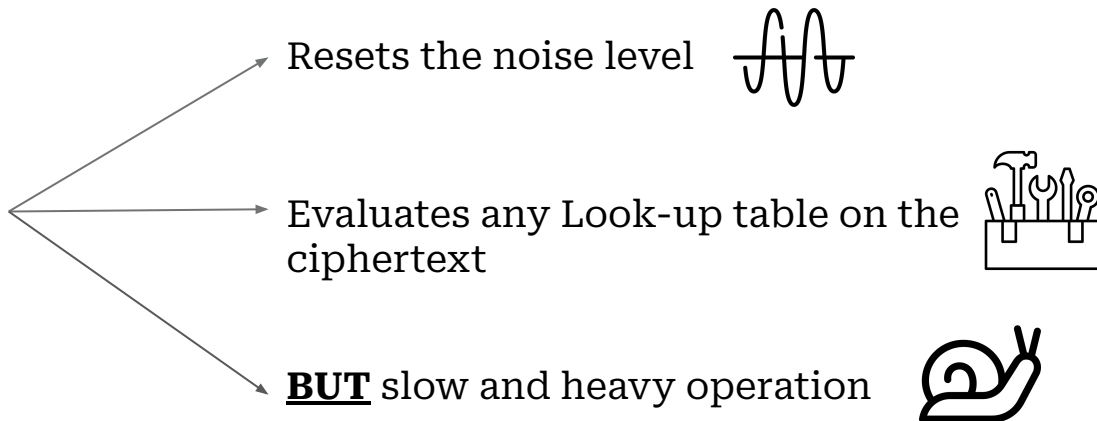 Resets the noise level
Evaluates any Look-up table on the
ciphertext
BUT slow and heavy operation